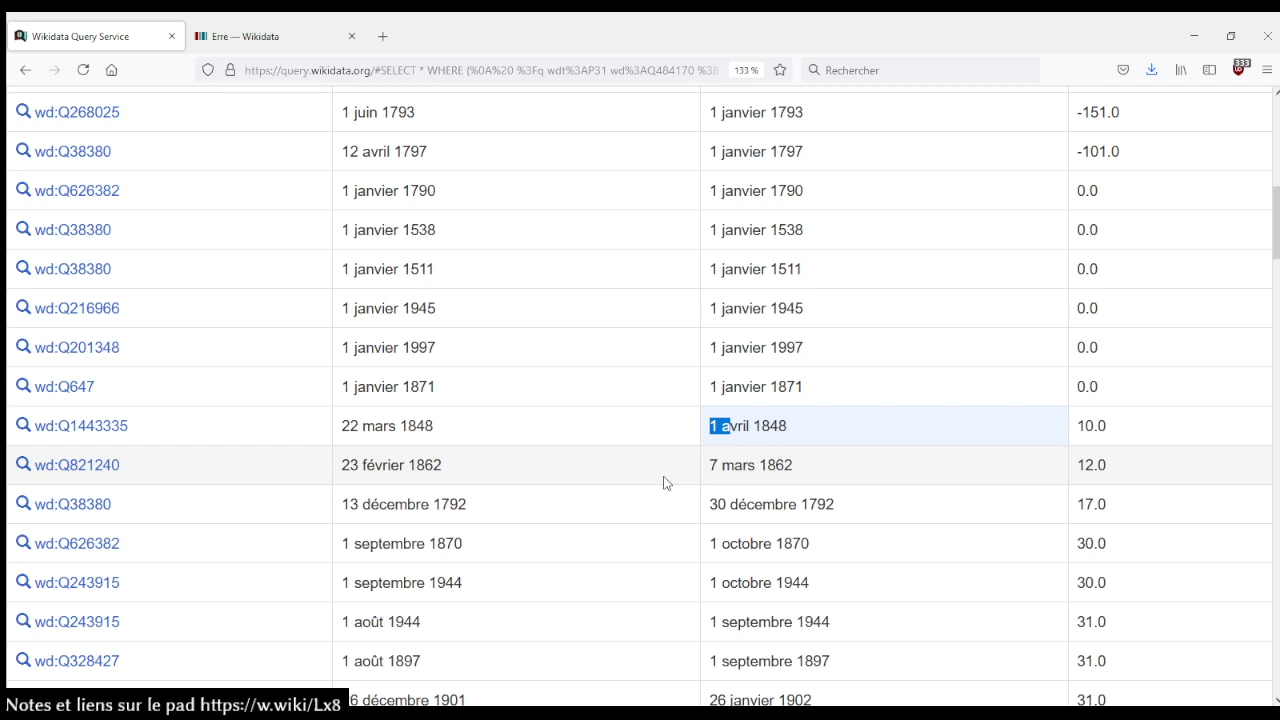 Wikidata Query Service
Erre — Wikidata
https://query.wikidata.org/#SELECT * WHERE {%0A%20 %3Fq wdt%3AP31 wd%3AQ484170 %3B
133 %
Rechercher
333
wd:Q268025 1 juin 1793 1 janvier 1793 -151.0
wd:Q38380 12 avril 1797 1 janvier 1797 -101.0
wd:Q626382 1 janvier 1790 1 janvier 1790 0.0
wd:Q38380 1 janvier 1538 1 janvier 1538 0.0
wd:Q38380 1 janvier 1511 1 janvier 1511 0.0
wd:Q216966 1 janvier 1945 1 janvier 1945 0.0
wd:Q201348 1 janvier 1997 1 janvier 1997 0.0
wd:Q647 1 janvier 1871 1 janvier 1871 0.0
wd:Q1443335 22 mars 1848 1 avril 1848 10.0
wd:Q821240 23 février 1862 7 mars 1862 12.0
wd:Q38380 13 décembre 1792 30 décembre 1792 17.0
wd:Q626382 1 septembre 1870 1 octobre 1870 30.0
wd:Q243915 1 septembre 1944 1 octobre 1944 30.0
wd:Q243915 1 août 1944 1 septembre 1944 31.0
wd:Q328427 1 août 1897 1 septembre 1897 31.0
6 décembre 1901 26 janvier 1902 31.0
Notes et liens sur le pad https://w.wiki/Lx8